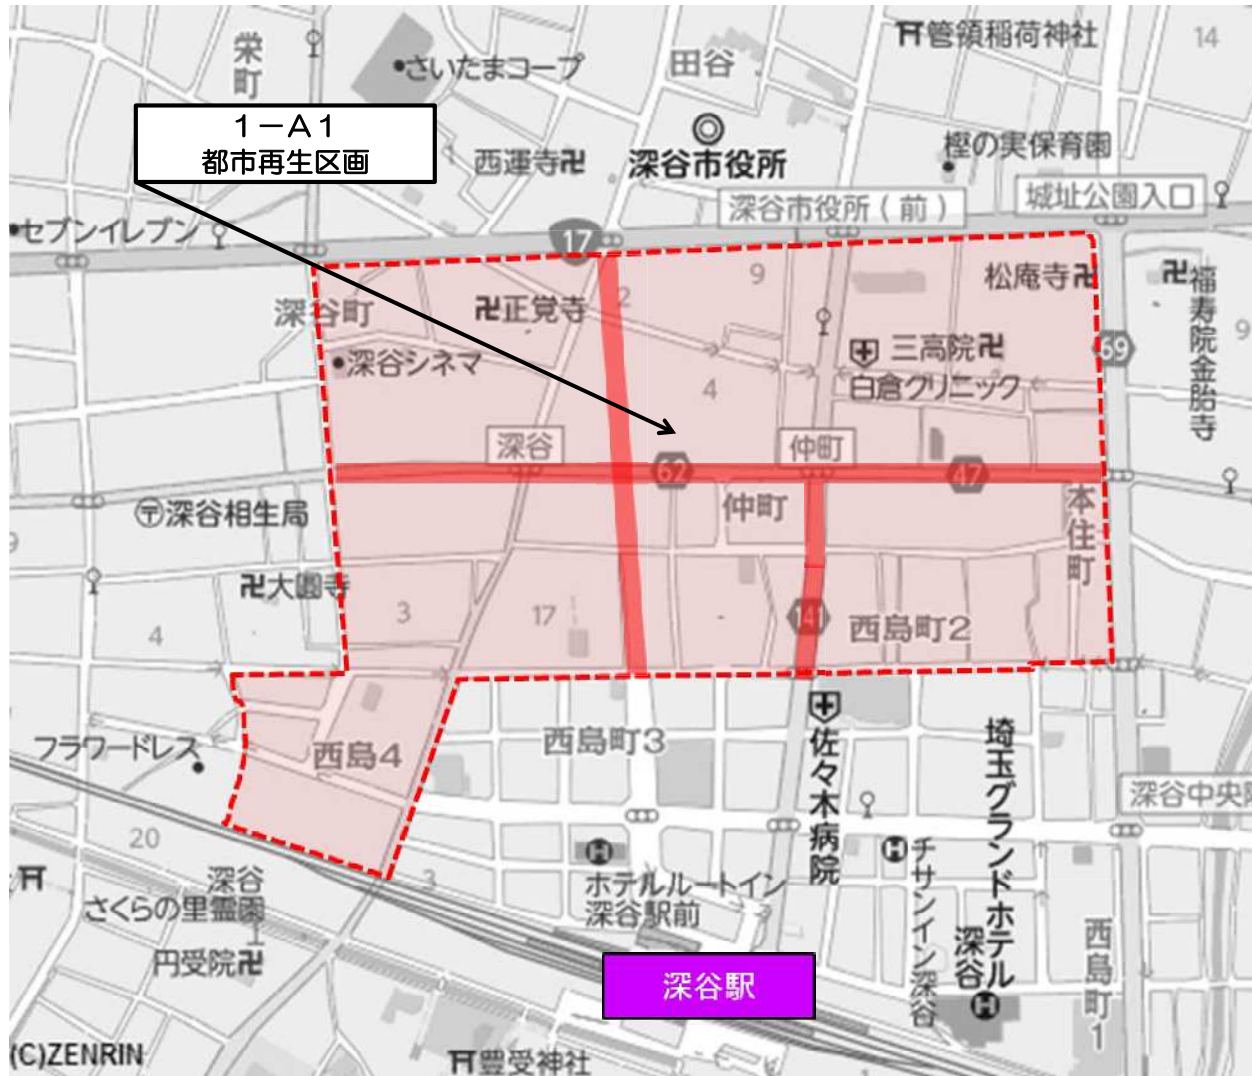 栄町
さいたまコープ
田谷
管領稲荷神社
14
1－A1
都市再生区画
西運寺
深谷市役所
樫の実保育園
深谷市役所（前）
城址公園入口
セブンイレブン
17
深谷町
正覚寺
2
9
松庵寺
福寿院金胎寺
9
深谷シネマ
4
三高院
白倉クリニック
69
深谷
62
仲町
47
深谷相生局
仲町
本住町
9
大圓寺
3
17
141
西島町2
4
フラワードレス
西島4
西島町3
佐々木病院
埼玉グランドホテル
深谷
20
深谷
さくらの里霊園
3
ホテルルートイン
深谷駅前
チサンイン深谷
深谷中央
円受院
深谷駅
西島町1
(C)ZENRIN
豊受神社